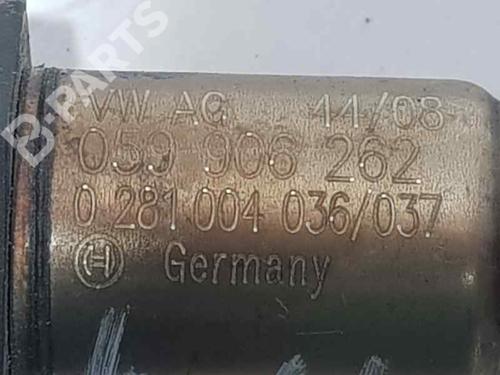 B-PARTS
VW AG 44/08
059 906 262
0 281 004 036/037
H Germany